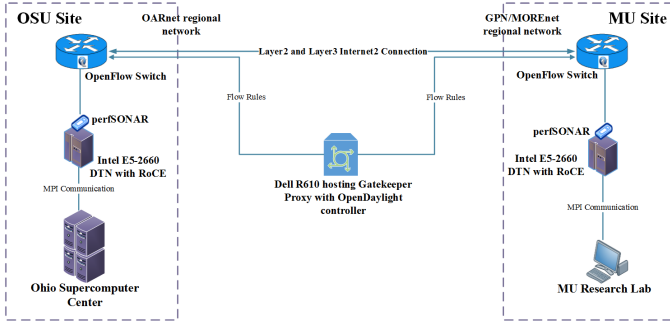 OSU Site
OARnet regional
network
GPN/MOREnet
regional network
MU Site
Layer2 and Layer3 Internet2 Connection
OpenFlow Switch
OpenFlow Switch
Flow Rules
Flow Rules
perfSONAR
perfSONAR
Intel E5-2660
DTN with RoCE
Intel E5-2660
DTN with RoCE
Dell R610 hosting Gatekeeper
Proxy with OpenDaylight
controller
MPI Communication
MPI Communication
Ohio Supercomputer
Center
MU Research Lab